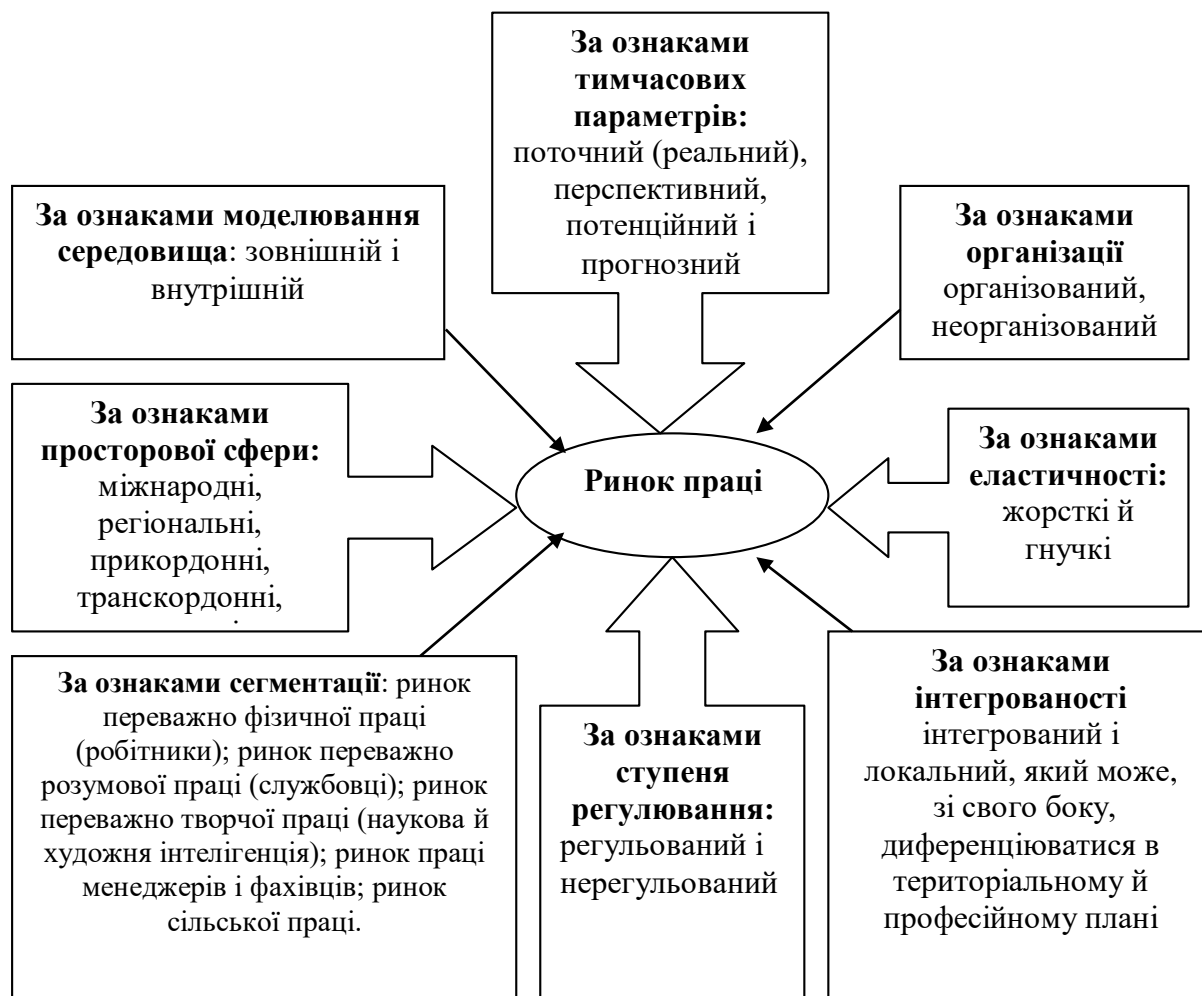 За ознаками
тимчасових
параметрів:
поточний (реальний),
перспективний,
потенційний і
прогнозний
За ознаками моделювання
середовища: зовнішній і
внутрішній
За ознаками
організації
організований,
неорганізований
За ознаками
просторової сфери:
міжнародні,
регіональні,
прикордонні,
транскордонні,
Ринок праці
За ознаками
еластичності:
жорсткі й
гнучкі
За ознаками сегментації: ринок
переважно фізичної праці
(робітники); ринок переважно
розумової праці (службовці); ринок
переважно творчої праці (наукова й
художня інтелігенція); ринок праці
менеджерів і фахівців; ринок
сільської праці.
За ознаками
ступеня
регулювання:
регульований і
нерегульований
За ознаками
інтегрованості
інтегрований і
локальний, який може,
зі свого боку,
диференціюватися в
територіальному й
професійному плані